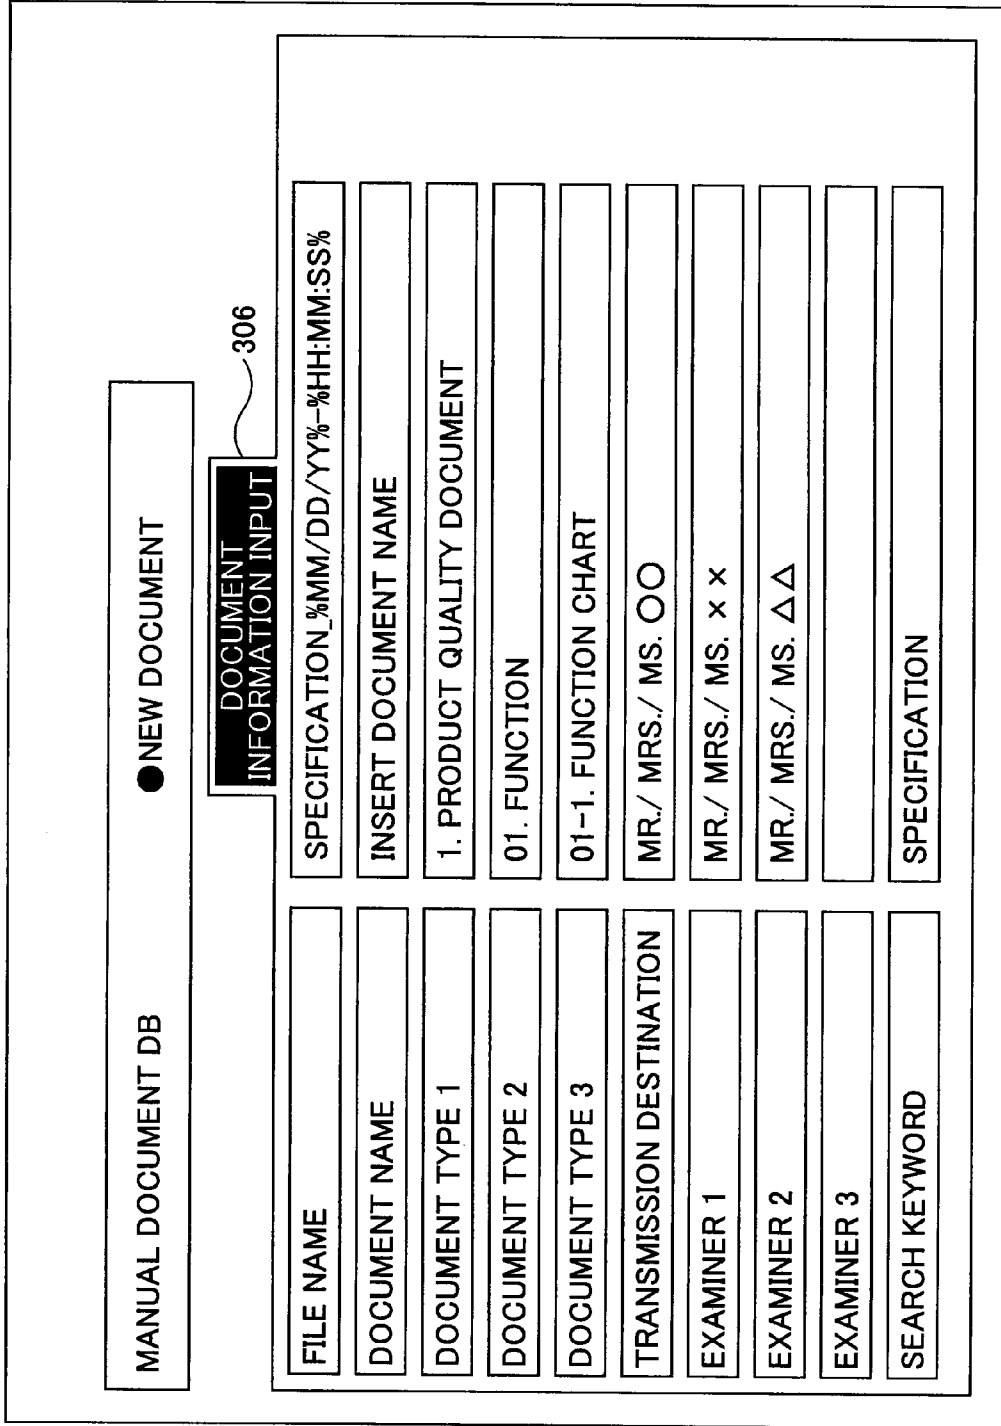 MANUAL DOCUMENT DB
●NEW DOCUMENT
DOCUMENT
INFORMATION INPUT
306
FILE NAME
SPECIFICATION_%MM/DD/YY%-%HH:MM:SS%
DOCUMENT NAME
INSERT DOCUMENT NAME
DOCUMENT TYPE 1
1. PRODUCT QUALITY DOCUMENT
DOCUMENT TYPE 2
01. FUNCTION
DOCUMENT TYPE 3
01-1. FUNCTION CHART
TRANSMISSION DESTINATION
MR./ MRS./ MS. ○○
EXAMINER 1
MR./ MRS./ MS. ××
EXAMINER 2
MR./ MRS./ MS. △△
EXAMINER 3
SEARCH KEYWORD
SPECIFICATION